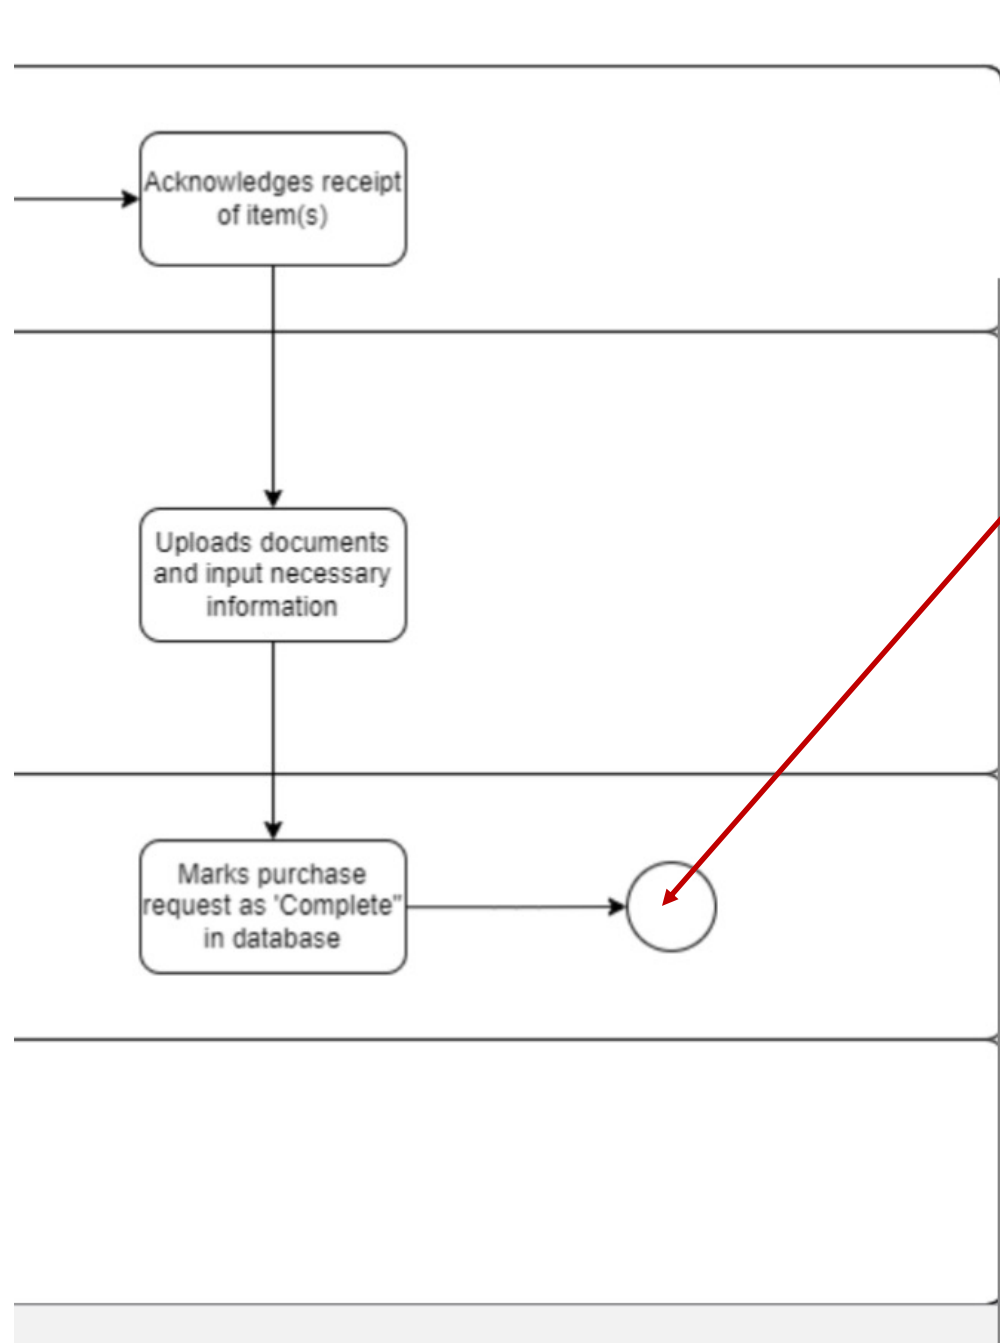 Acknowledges receipt
of item(s)
Uploads documents
and input necessary
information
Marks purchase
request as 'Complete"
in database